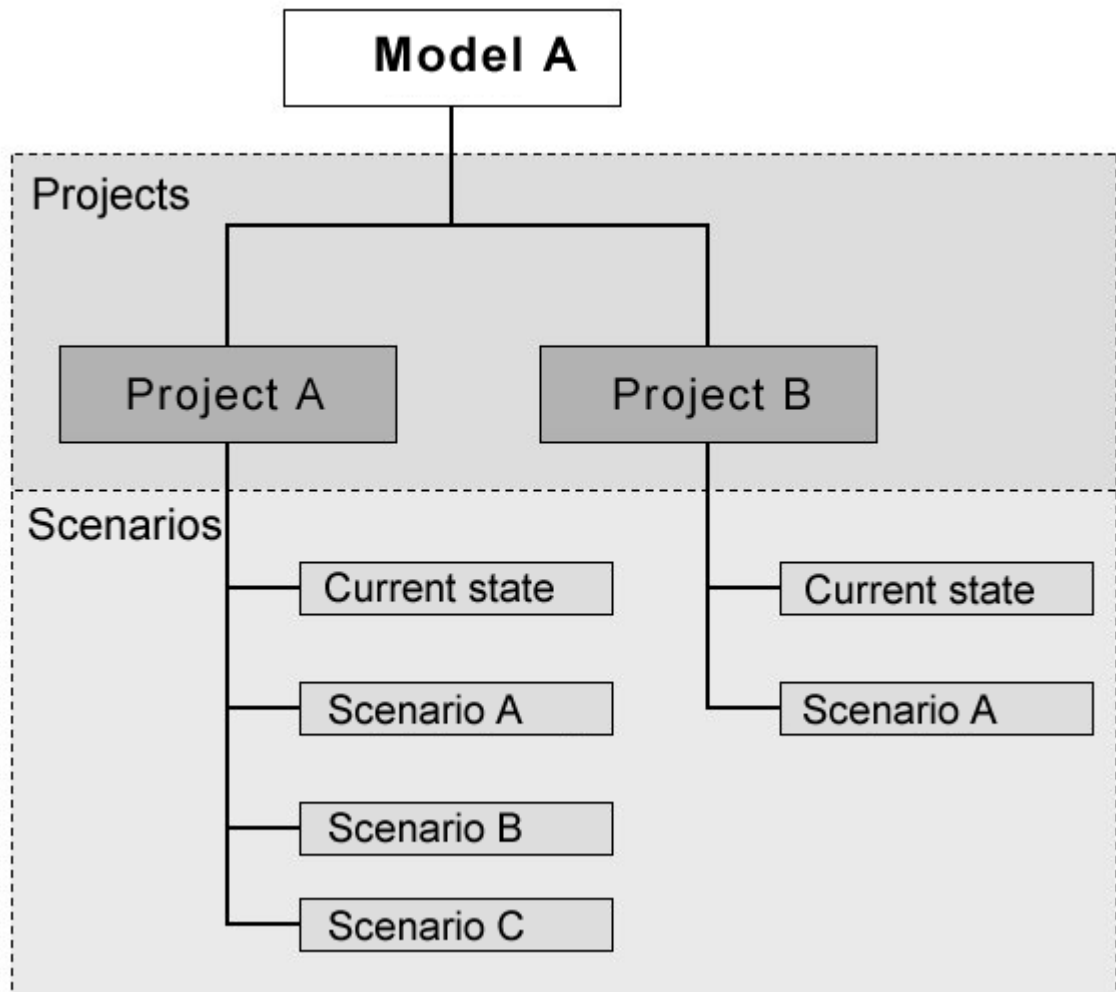 Model A
Projects
Project A
Project B
Scenarios
Current state
Scenario A
Scenario B
Scenario C
Current state
Scenario A